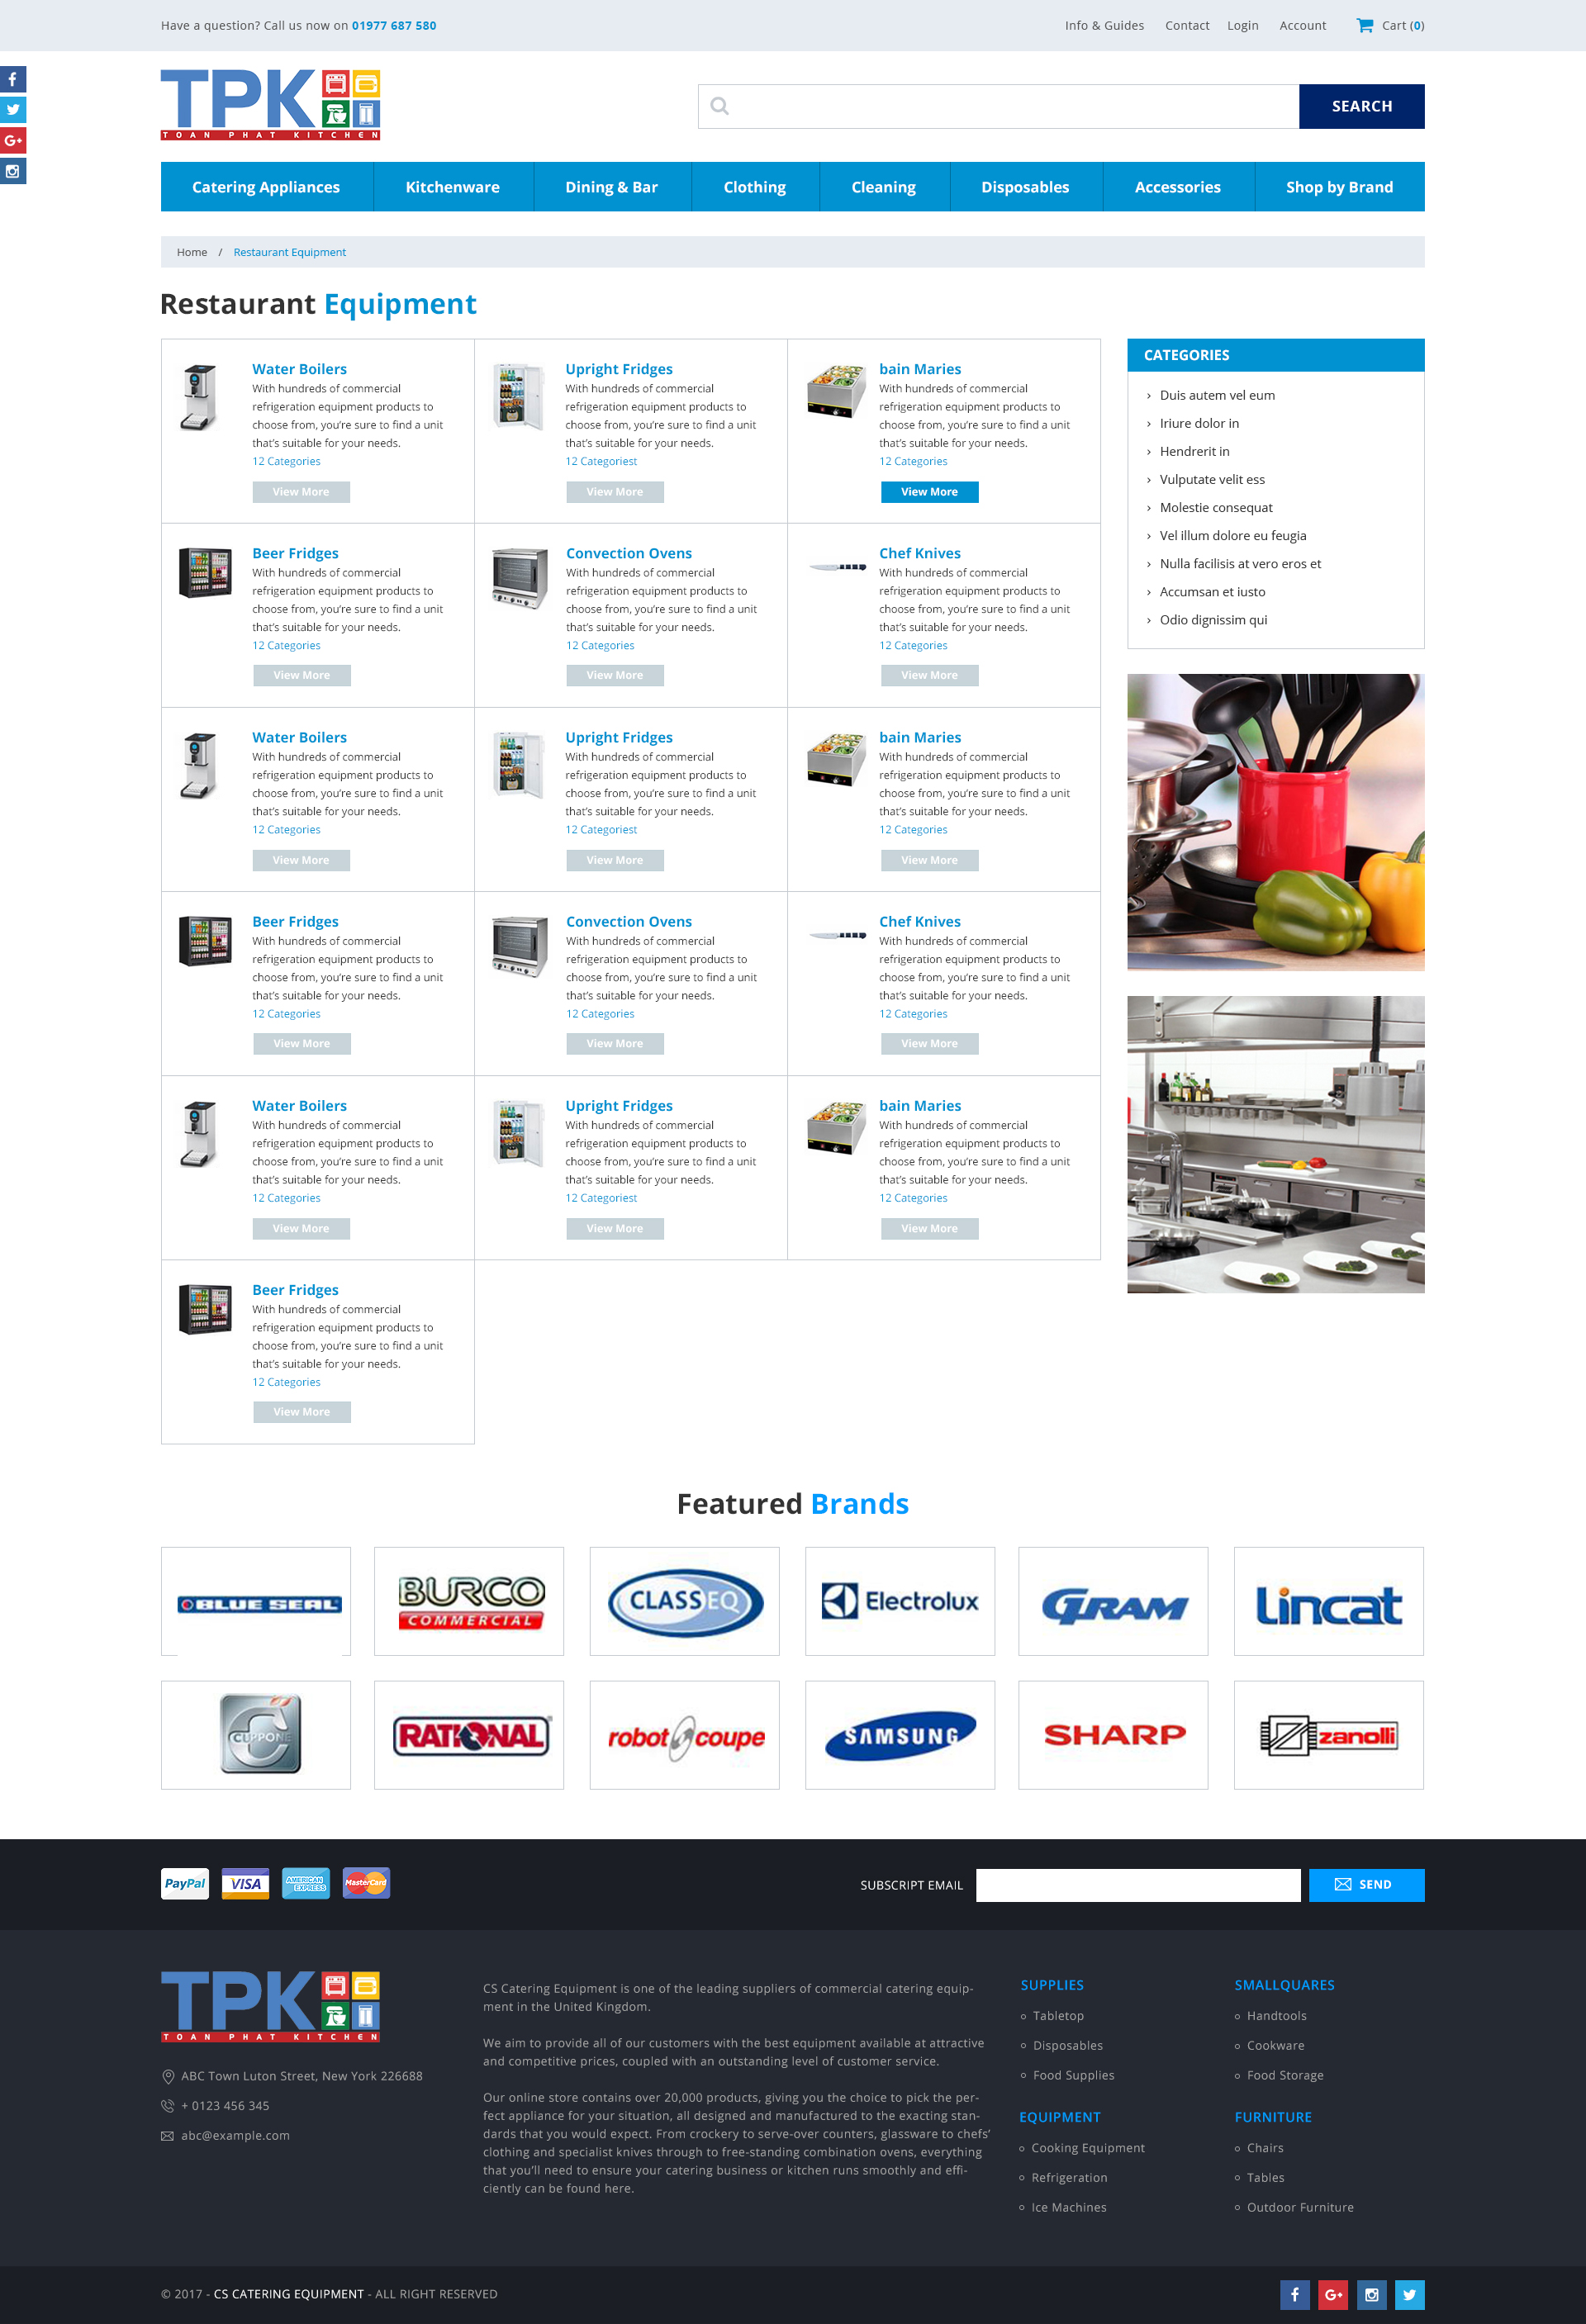 Have a question? Call us now on 01977 687 580
Info & Guides Contact Login Account Cart (0)
TPK
TOAN PHAT KITCHEN
SEARCH
Catering Appliances Kitchenware Dining & Bar Clothing Cleaning Disposables Accessories Shop by Brand
Home / Restaurant Equipment
Restaurant Equipment
Water Boilers
With hundreds of commercial
refrigeration equipment products to
choose from, you’re sure to find a unit
that’s suitable for your needs.
12 Categories
View More
Upright Fridges
With hundreds of commercial
refrigeration equipment products to
choose from, you’re sure to find a unit
that’s suitable for your needs.
12 Categoriest
View More
bain Maries
With hundreds of commercial
refrigeration equipment products to
choose from, you’re sure to find a unit
that’s suitable for your needs.
12 Categories
View More
Beer Fridges
With hundreds of commercial
refrigeration equipment products to
choose from, you’re sure to find a unit
that’s suitable for your needs.
12 Categories
View More
Convection Ovens
With hundreds of commercial
refrigeration equipment products to
choose from, you’re sure to find a unit
that’s suitable for your needs.
12 Categories
View More
Chef Knives
With hundreds of commercial
refrigeration equipment products to
choose from, you’re sure to find a unit
that’s suitable for your needs.
12 Categories
View More
Water Boilers
With hundreds of commercial
refrigeration equipment products to
choose from, you’re sure to find a unit
that’s suitable for your needs.
12 Categories
View More
Upright Fridges
With hundreds of commercial
refrigeration equipment products to
choose from, you’re sure to find a unit
that’s suitable for your needs.
12 Categoriest
View More
bain Maries
With hundreds of commercial
refrigeration equipment products to
choose from, you’re sure to find a unit
that’s suitable for your needs.
12 Categories
View More
Beer Fridges
With hundreds of commercial
refrigeration equipment products to
choose from, you’re sure to find a unit
that’s suitable for your needs.
12 Categories
View More
Convection Ovens
With hundreds of commercial
refrigeration equipment products to
choose from, you’re sure to find a unit
that’s suitable for your needs.
12 Categories
View More
Chef Knives
With hundreds of commercial
refrigeration equipment products to
choose from, you’re sure to find a unit
that’s suitable for your needs.
12 Categories
View More
Water Boilers
With hundreds of commercial
refrigeration equipment products to
choose from, you’re sure to find a unit
that’s suitable for your needs.
12 Categories
View More
Upright Fridges
With hundreds of commercial
refrigeration equipment products to
choose from, you’re sure to find a unit
that’s suitable for your needs.
12 Categoriest
View More
bain Maries
With hundreds of commercial
refrigeration equipment products to
choose from, you’re sure to find a unit
that’s suitable for your needs.
12 Categories
View More
Beer Fridges
With hundreds of commercial
refrigeration equipment products to
choose from, you’re sure to find a unit
that’s suitable for your needs.
12 Categories
View More
CATEGORIES
Duis autem vel eum
Iriure dolor in
Hendrerit in
Vulputate velit ess
Molestie consequat
Vel illum dolore eu feugia
Nulla facilisis at vero eros et
Accumsan et iusto
Odio dignissim qui
Featured Brands
BLUE SEAL
BURCO
COMMERCIAL
CLASSEQ
Electrolux
GRAM
Lincat
CUPPONE
RATIONAL
robot coupe
SAMSUNG
SHARP
zanolli
PayPal
VISA
AMERICAN
EXPRESS
MasterCard
SUBSCRIPT EMAIL
SEND
TPK
TOAN PHAT KITCHEN
ABC Town Luton Street, New York 226688
+ 0123 456 345
abc@example.com
CS Catering Equipment is one of the leading suppliers of commercial catering equip-
ment in the United Kingdom.
We aim to provide all of our customers with the best equipment available at attractive
and competitive prices, coupled with an outstanding level of customer service.
Our online store contains over 20,000 products, giving you the choice to pick the per-
fect appliance for your situation, all designed and manufactured to the exacting stan-
dards that you would expect. From crockery to serve-over counters, glassware to chefs’
clothing and specialist knives through to free-standing combination ovens, everything
that you’ll need to ensure your catering business or kitchen runs smoothly and effi-
ciently can be found here.
SUPPLIES
Tabletop
Disposables
Food Supplies
SMALLQUARES
Handtools
Cookware
Food Storage
EQUIPMENT
Cooking Equipment
Refrigeration
Ice Machines
FURNITURE
Chairs
Tables
Outdoor Furniture
© 2017 - CS CATERING EQUIPMENT - ALL RIGHT RESERVED